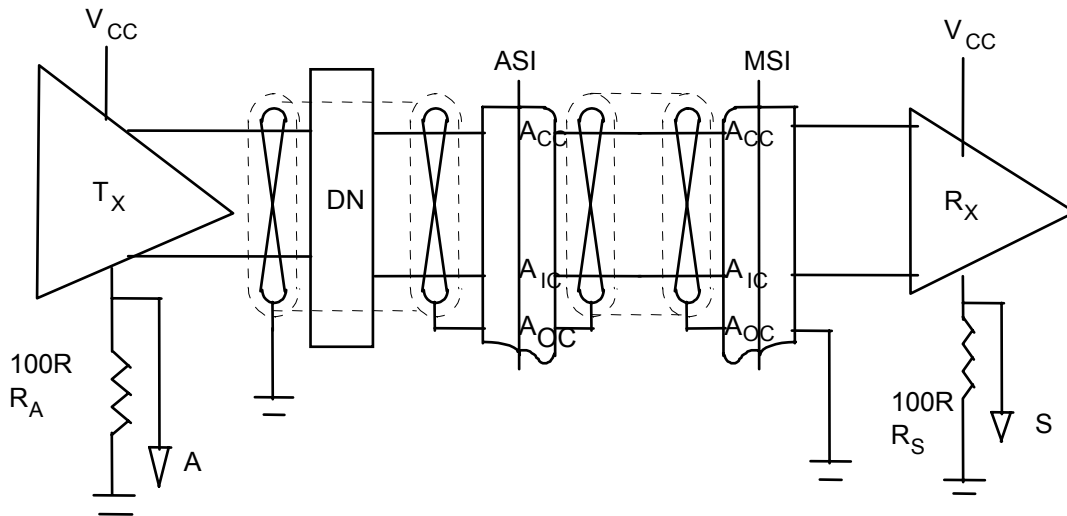 VCC
ASI
MSI
VCC
TX
DN
ACC
ACC
RX
AIC
AIC
AOC
AOC
100R
RA
A
100R
RS
S